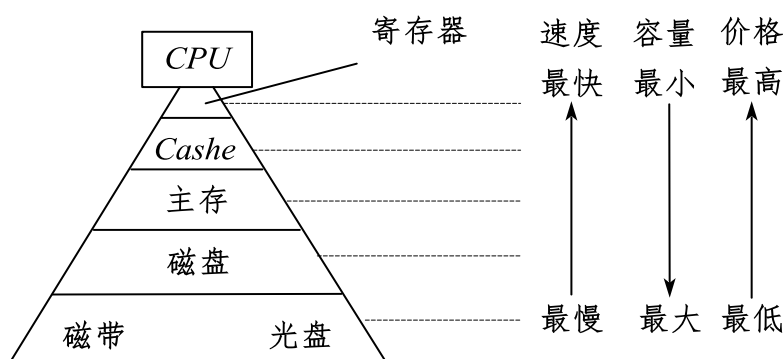 寄存器 速度 容量 价格
CPU
最快 最小 最高
Cashe
主存
磁盘
最慢 最大 最低
磁带 光盘